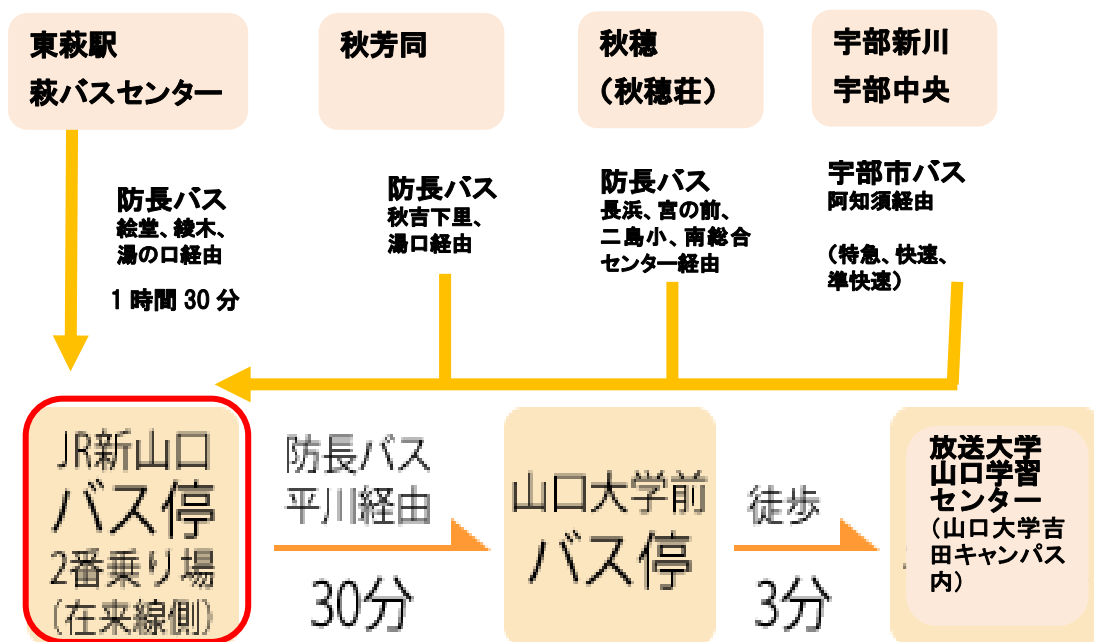 東萩駅
萩バスセンター
秋芳同
秋穂
（秋穂荘）
宇部新川
宇部中央
防長バス
絵堂、綾木、
湯の口経由
1時間30分
防長バス
秋吉下里、
湯口経由
防長バス
長浜、宮の前、
二島小、南総合
センター経由
宇部市バス
阿知須経由
（特急、快速、
準快速）
JR新山口
バス停
2番乗り場
(在来線側)
防長バス
平川経由
30分
山口大学前
バス停
徒歩
3分
放送大学
山口学習
センター
（山口大学吉
田キャンパス
内）